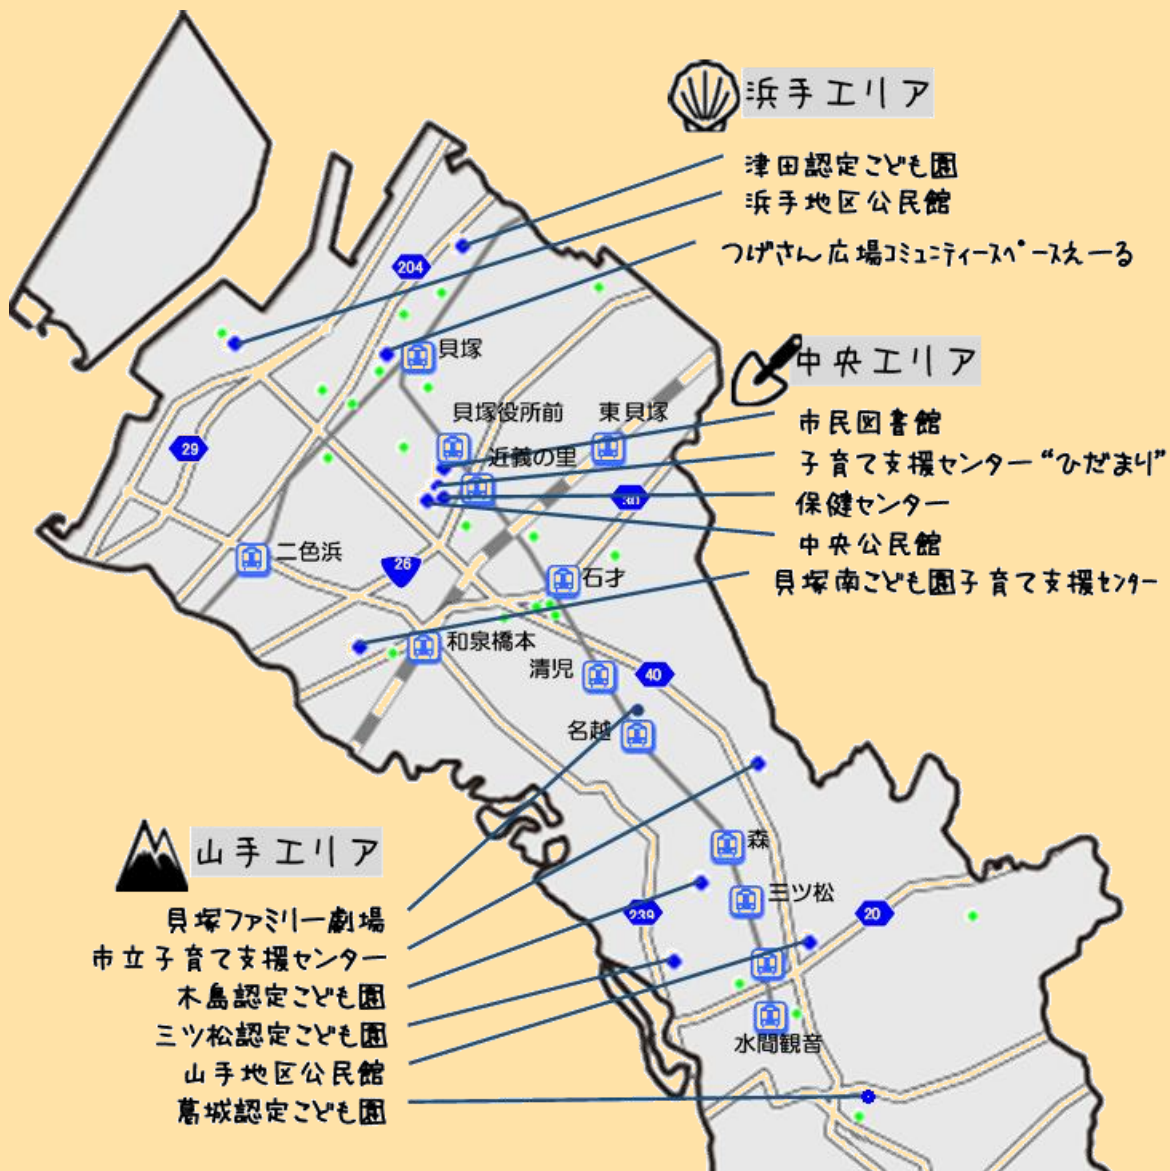 浜手エリア
津田認定こども園
浜手地区公民館
つげさん広場コミュニティースペースえーる
204
貝塚
中央エリア
貝塚役所前
東貝塚
市民図書館
29
近義の里
子育て支援センター“ひだまり”
30
保健センター
中央公民館
二色浜
26
石才
貝塚南こども園子育て支援センター
和泉橋本
清児
40
名越
山手エリア
森
三ツ松
貝塚ファミリー劇場
239
20
市立子育て支援センター
木島認定こども園
三ツ松認定こども園
水間観音
山手地区公民館
葛城認定こども園